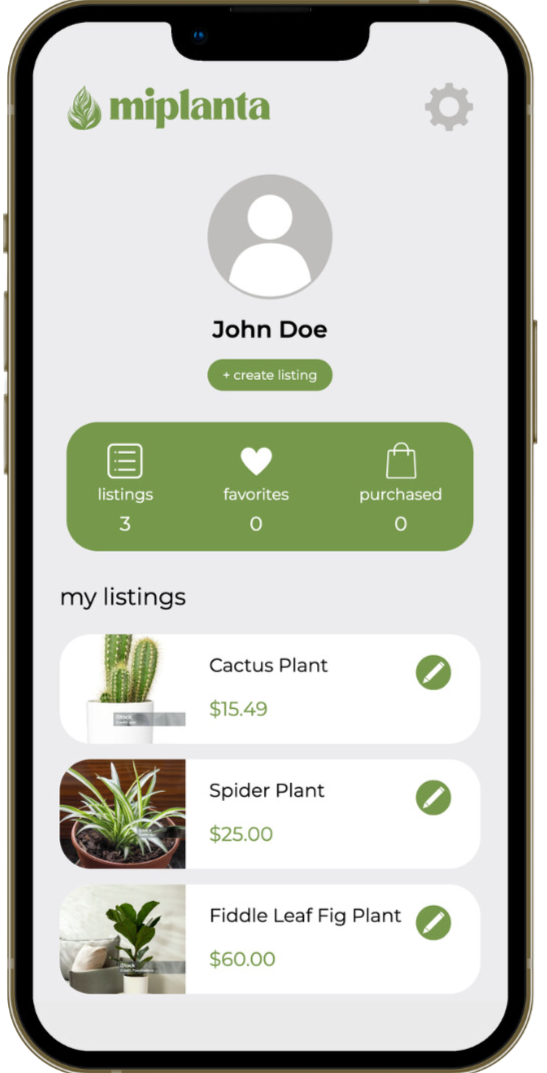 miplanta
John Doe
+ create listing
listings
favorites
purchased
3
0
0
my listings
Cactus Plant
$15.49
Spider Plant
$25.00
Fiddle Leaf Fig Plant
$60.00